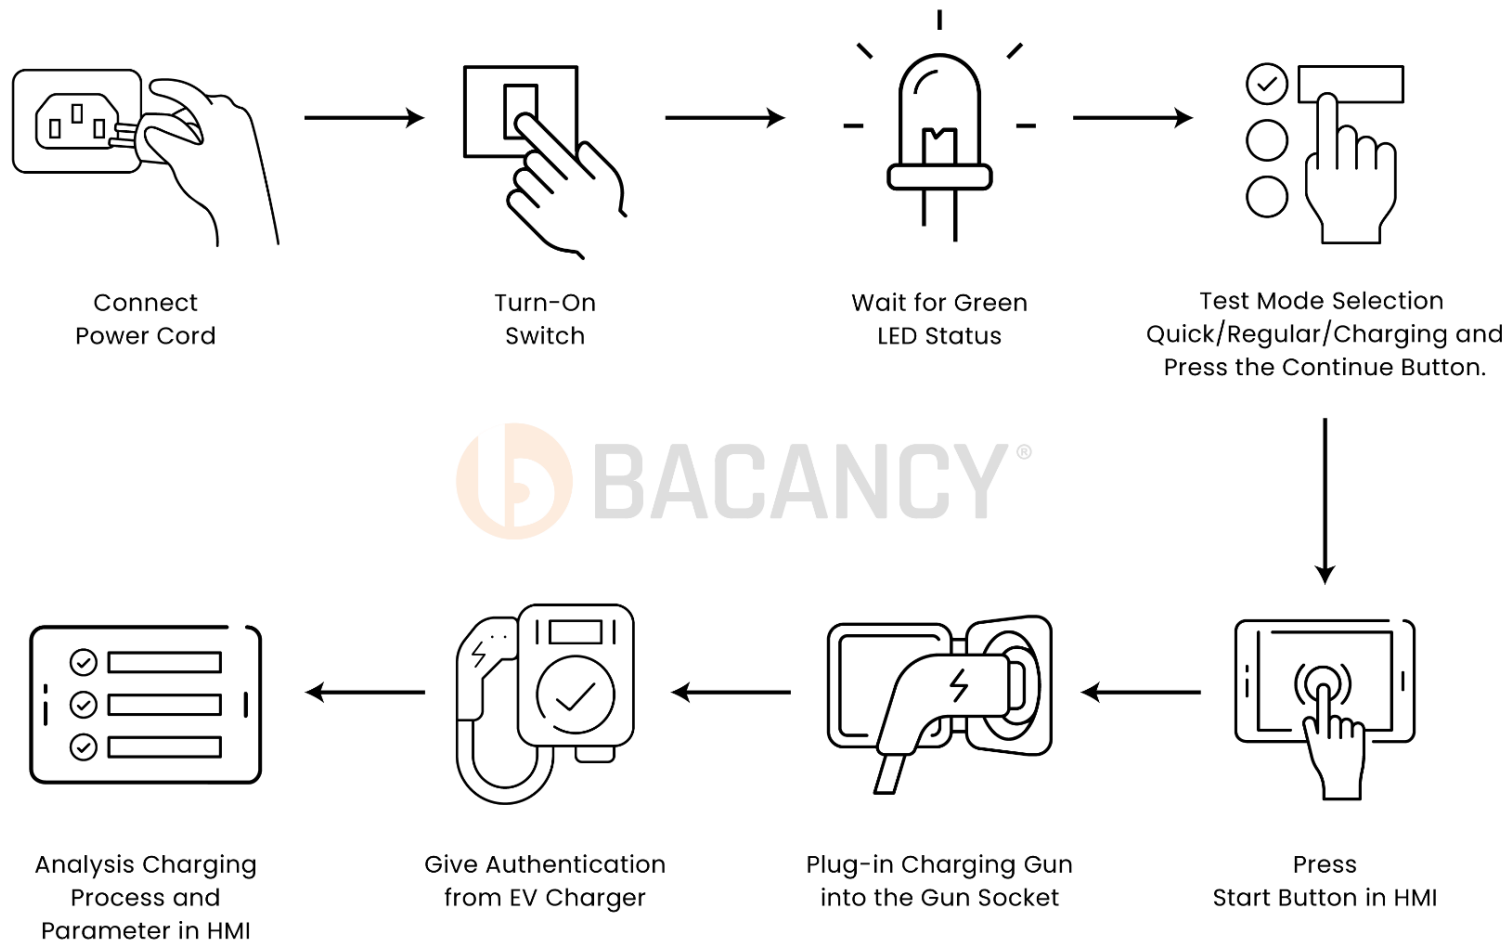 Connect
Power Cord
Turn-On
Switch
Wait for Green
LED Status
Test Mode Selection
Quick/Regular/Charging and
Press the Continue Button.
BACANCY®
Press
Start Button in HMI
Plug-in Charging Gun
into the Gun Socket
Give Authentication
from EV Charger
Analysis Charging
Process and
Parameter in HMI